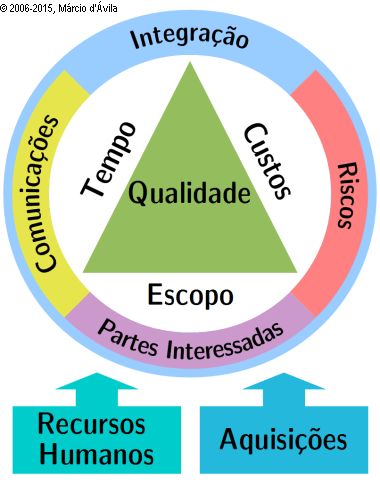 © 2006-2015, Márcio d'Ávila
Integração
Comunicações
Tempo
Custos
Riscos
Qualidade
Escopo
Partes Interessadas
Recursos
Humanos
Aquisições